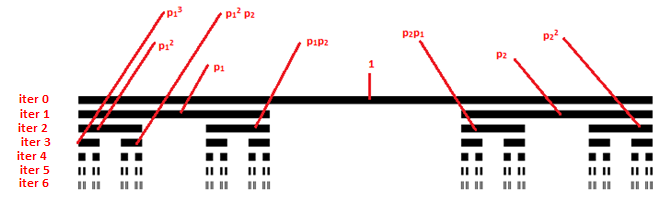 p₁³
p₁² p₂
p₁²
p₁p₂
p₁
1
p₂p₁
p₂
p₂²
iter 0
iter 1
iter 2
iter 3
iter 4
iter 5
iter 6